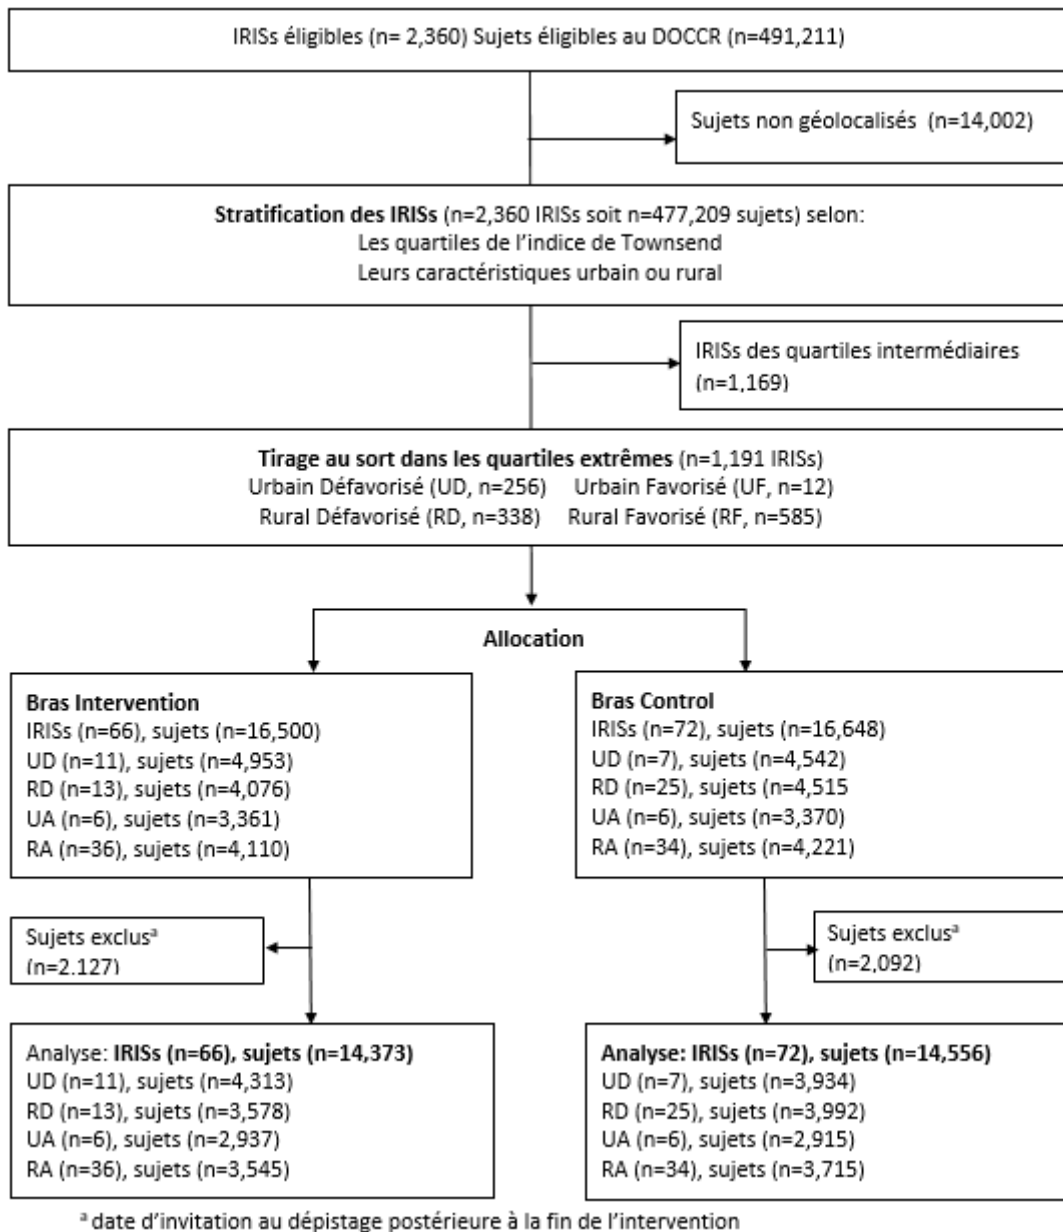 IRISs éligibles (n= 2,360) Sujets éligibles au DOCCR (n=491,211)
Sujets non géolocalisés (n=14,002)
Stratification des IRISs (n=2,360 IRISs soit n=477,209 sujets) selon:
Les quartiles de l'indice de Townsend
Leurs caractéristiques urbain ou rural
IRISs des quartiles intermédiaires
(n=1,169)
Tirage au sort dans les quartiles extrêmes (n=1,191 IRISs)
Urbain Défavorisé (UD, n=256) Urbain Favorisé (UF, n=12)
Rural Défavorisé (RD, n=338) Rural Favorisé (RF, n=585)
Allocation
Bras Intervention
IRISs (n=66), sujets (n=16,500)
UD (n=11), sujets (n=4,953)
RD (n=13), sujets (n=4,076)
UA (n=6), sujets (n=3,361)
RA (n=36), sujets (n=4,110)
Bras Control
IRISs (n=72), sujets (n=16,648)
UD (n=7), sujets (n=4,542)
RD (n=25), sujets (n=4,515
UA (n=6), sujets (n=3,370)
RA (n=34), sujets (n=4,221)
Sujets exclusª
(n=2.127)
Sujets exclusª
(n=2,092)
Analyse: IRISs (n=66), sujets (n=14,373)
UD (n=11), sujets (n=4,313)
RD (n=13), sujets (n=3,578)
UA (n=6), sujets (n=2,937)
RA (n=36), sujets (n=3,545)
Analyse: IRISs (n=72), sujets (n=14,556)
UD (n=7), sujets (n=3,934)
RD (n=25), sujets (n=3,992)
UA (n=6), sujets (n=2,915)
RA (n=34), sujets (n=3,715)
ª date d'invitation au dépistage postérieure à la fin de l'intervention